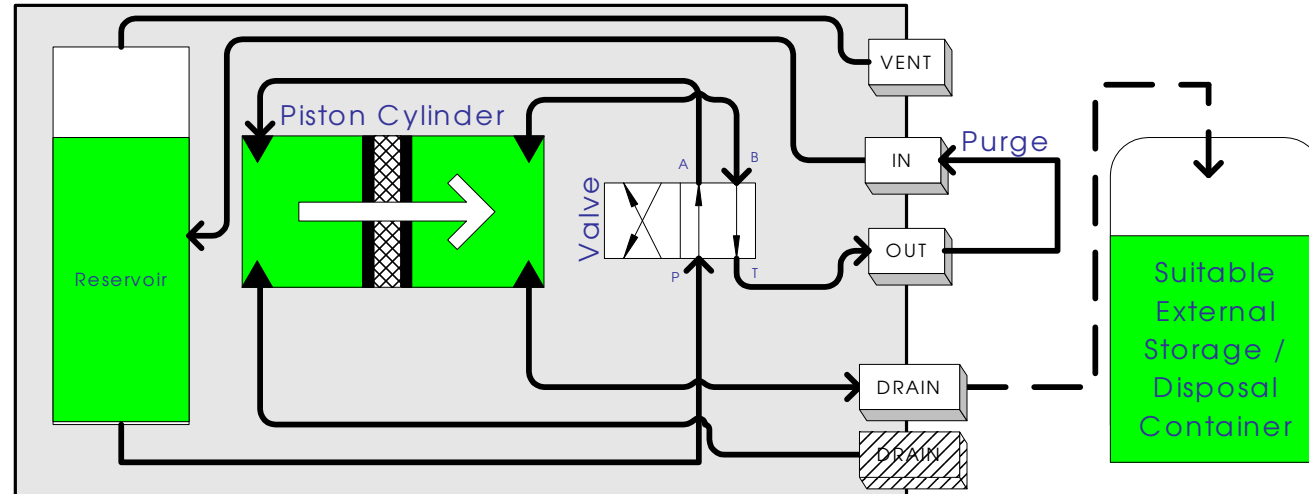 VENT
Piston Cylinder
IN
Purge
A
B
Valve
OUT
Reservoir
P
T
Suitable
External
Storage /
Disposal
Container
DRAIN
DRAIN